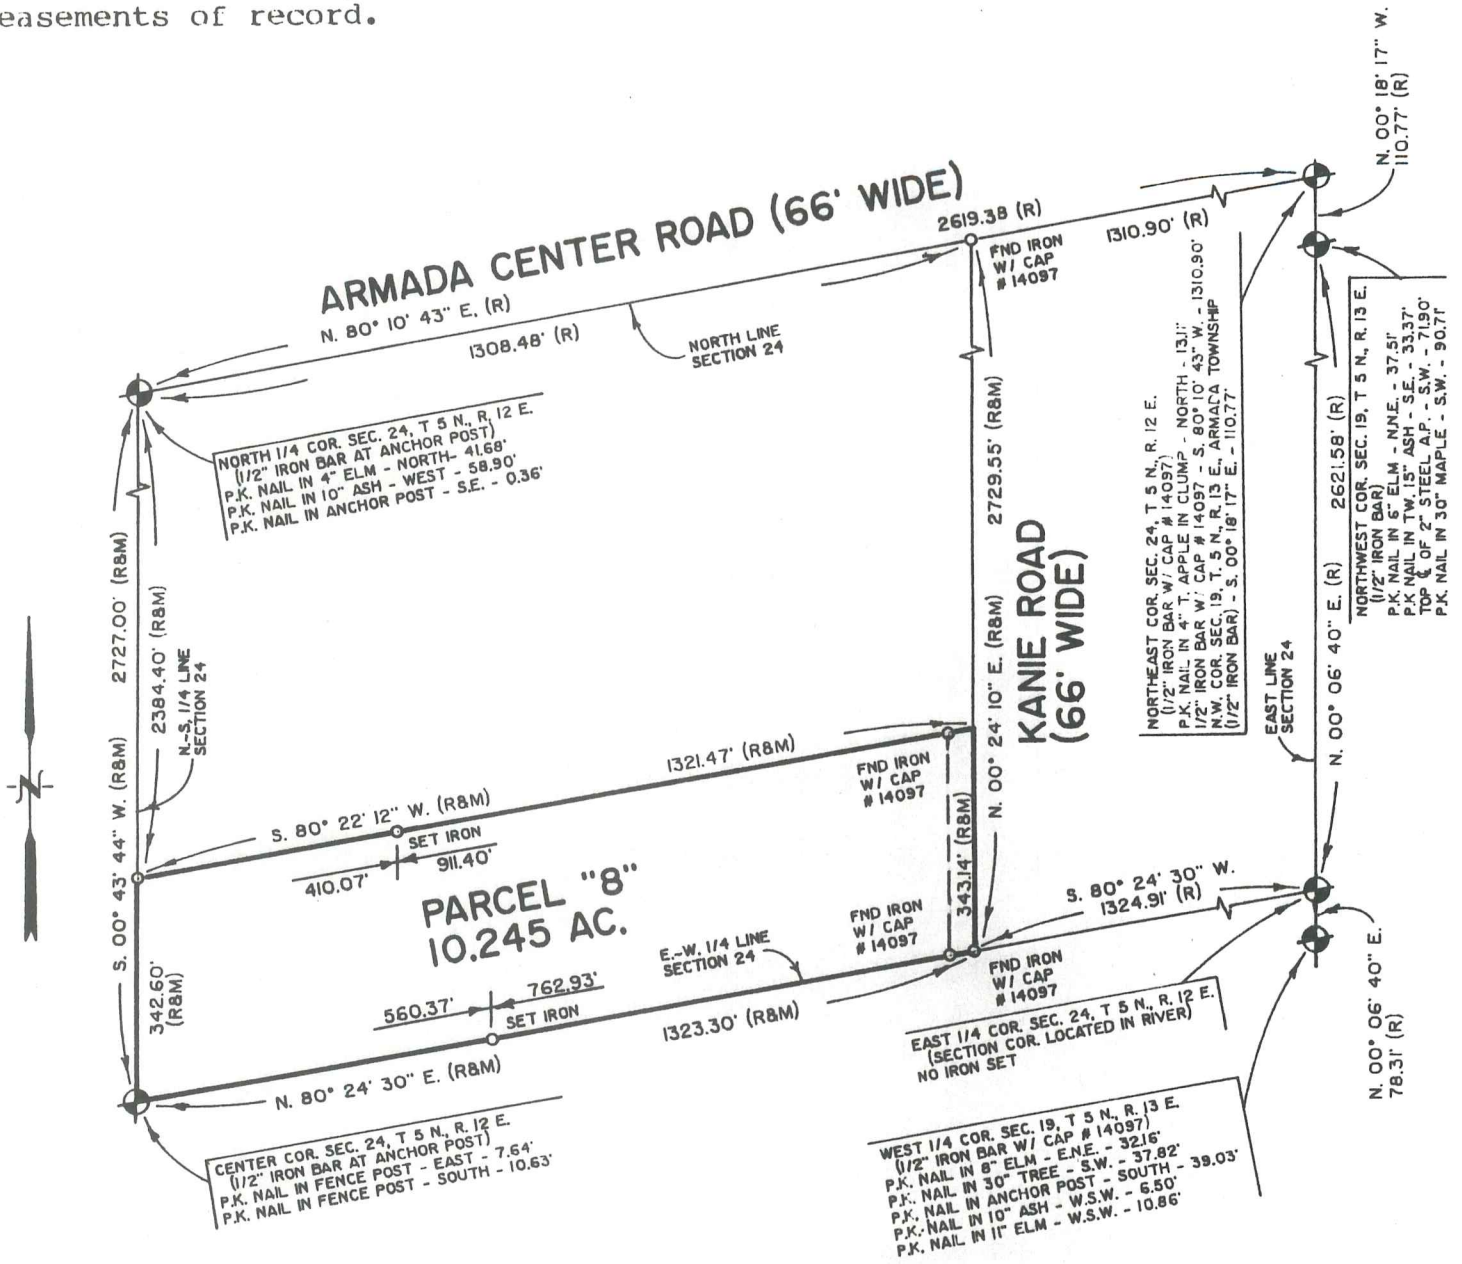 easements of record.
N. 00° 18' 17" W.
110.77' (R)
ARMADA CENTER ROAD (66' WIDE)
2619.38 (R)
1310.90' (R)
N. 80° 10' 43" E. (R)
1308.48' (R)
NORTH LINE
SECTION 24
FND IRON
W/ CAP
# 14097
NORTH 1/4 COR. SEC. 24, T 5 N., R. 12 E.
(1/2" IRON BAR AT ANCHOR POST)
P.K. NAIL IN 4" ELM - NORTH- 41.68'
P.K. NAIL IN 10" ASH - WEST - 58.90'
P.K. NAIL IN ANCHOR POST - S.E. - 0.36'
2727.00' (R&M)
2384.40' (R&M)
N.-S. 1/4 LINE
SECTION 24
S. 00° 43' 44" W. (R&M)
342.60'
(R&M)
2729.55' (R&M)
N. 00° 24' 10" E. (R&M)
KANIE ROAD
(66' WIDE)
NORTHEAST COR. SEC. 24, T 5 N., R. 12 E.
(1/2" IRON BAR W/ CAP # 14097)
P.K. NAIL IN 4" T. APPLE IN CLUMP - NORTH - 13.11'
1/2" IRON BAR W/ CAP # 14097 - S. 80° 10' 43" W. - 1310.90'
N.W. COR. SEC. 19, T. 5 N., R. 13 E., ARMADA TOWNSHIP
(1/2" IRON BAR) - S. 00° 18' 17" E. - 110.77'
EAST LINE
SECTION 24
2621.58' (R)
N. 00° 06' 40" E. (R)
NORTHWEST COR. SEC. 19, T 5 N., R. 13 E.
(1/2" IRON BAR)
P.K. NAIL IN 6" ELM - N.N.E. - 37.51'
P.K NAIL IN TW. 15" ASH - S.E. - 33.37'
TOP ℄ OF 2" STEEL A.P. - S.W. - 71.90'
P.K. NAIL IN 30" MAPLE - S.W. - 90.71'
N
1321.47' (R&M)
S. 80° 22' 12" W. (R&M)
SET IRON
410.07'
911.40'
FND IRON
W/ CAP
# 14097
343.14' (R&M)
PARCEL "8"
10.245 AC.
FND IRON
W/ CAP
# 14097
E.-W. 1/4 LINE
SECTION 24
560.37'
762.93'
SET IRON
1323.30' (R&M)
N. 80° 24' 30" E. (R&M)
FND IRON
W/ CAP
# 14097
S. 80° 24' 30" W.
1324.91' (R)
EAST 1/4 COR. SEC. 24, T 5 N., R. 12 E.
(SECTION COR. LOCATED IN RIVER)
NO IRON SET
N. 00° 06' 40" E.
78.31' (R)
CENTER COR. SEC. 24, T 5 N., R. 12 E.
(1/2" IRON BAR AT ANCHOR POST)
P.K. NAIL IN FENCE POST - EAST - 7.64'
P.K. NAIL IN FENCE POST - SOUTH - 10.63'
WEST 1/4 COR. SEC. 19, T 5 N., R. 13 E.
(1/2" IRON BAR W/ CAP # 14097)
P.K. NAIL IN 8" ELM - E.N.E. - 32.16'
P.K. NAIL IN 30" TREE - S.W. - 37.82'
P.K. NAIL IN ANCHOR POST - SOUTH - 39.03'
P.K. NAIL IN 10" ASH - W.S.W. - 6.50'
P.K. NAIL IN 11" ELM - W.S.W. - 10.86'